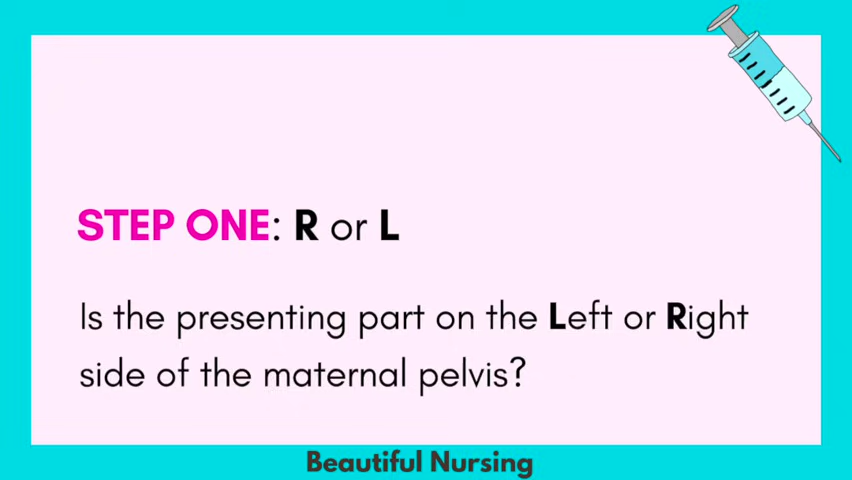 STEP ONE: R or L
Is the presenting part on the Left or Right
side of the maternal pelvis?
Beautiful Nursing